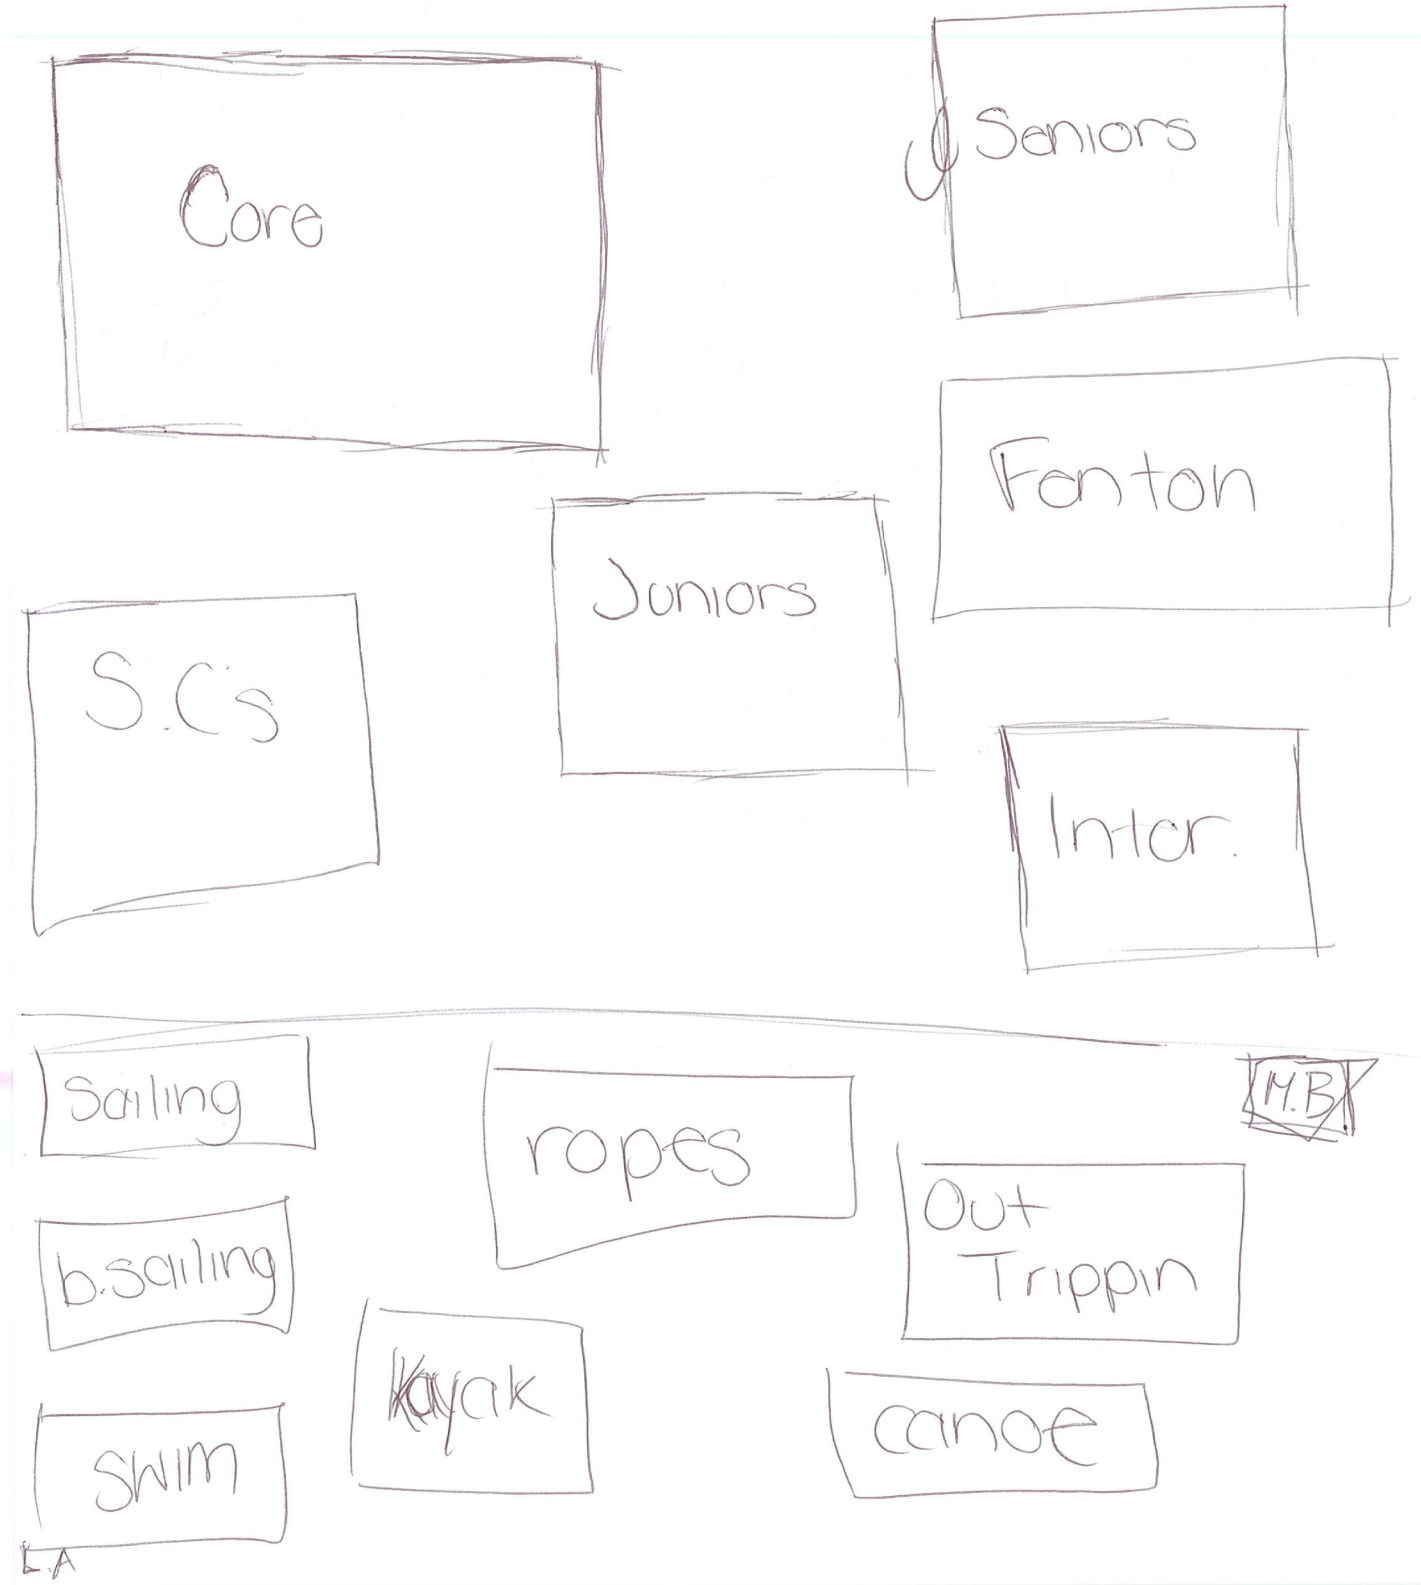 Core
Seniors
Fenton
Juniors
S.C's
Inter.
Sailing
ropes
M.B
Out
Trippin
b.sailing
Kayak
canoe
swim
L.A